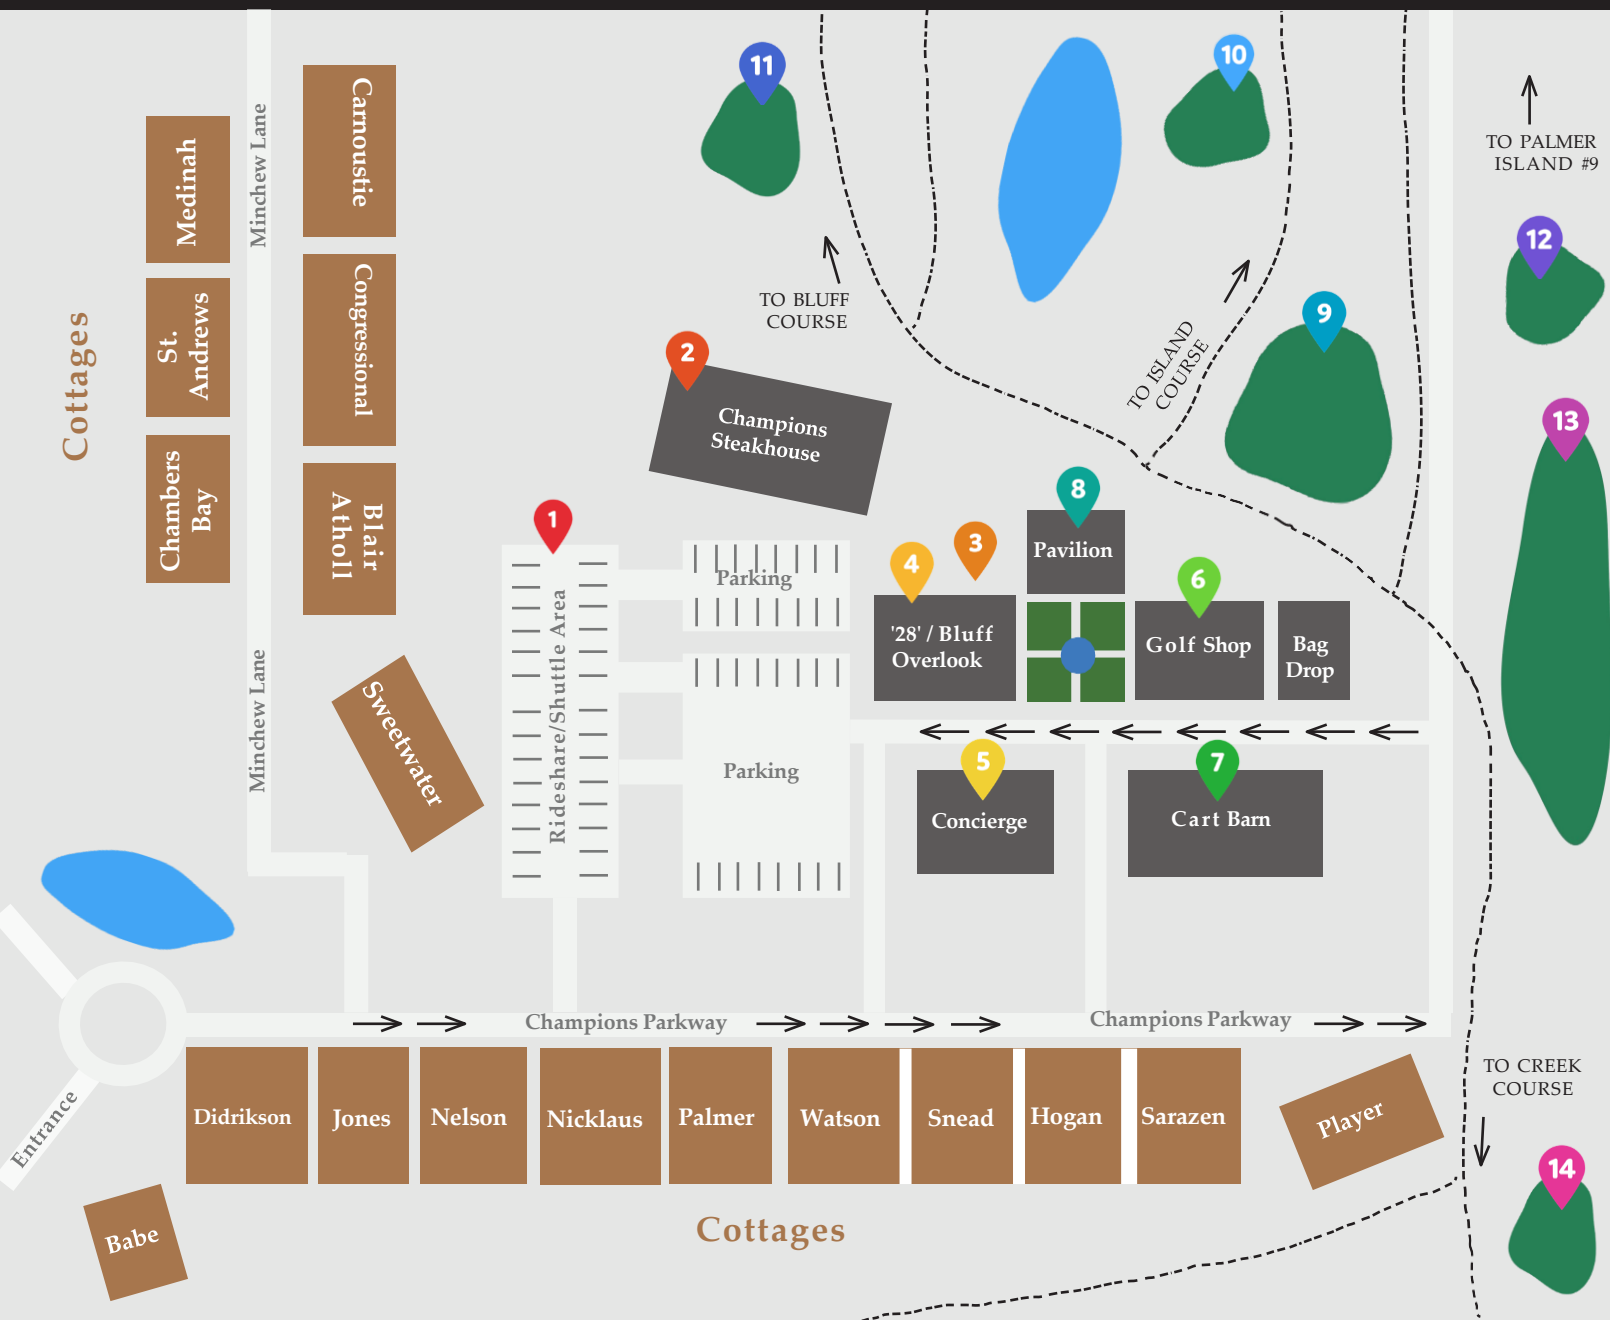 11
10
TO PALMER
ISLAND #9
Minchew Lane
Carnoustie
Medinah
12
TO BLUFF
COURSE
9
TO ISLAND
COURSE
Cottages
St.
Andrews
Congressional
2
Champions
Steakhouse
13
Chambers
Bay
Blair
Atholl
1
8
Pavilion
3
4
6
Parking
'28' / Bluff
Overlook
Golf Shop
Bag
Drop
Rideshare/Shuttle Area
Minchew Lane
Sweetwater
Parking
5
7
Concierge
Cart Barn
Champions Parkway
Champions Parkway
Entrance
TO CREEK
COURSE
Didrikson
Jones
Nelson
Nicklaus
Palmer
Watson
Snead
Hogan
Sarazen
Player
14
Babe
Cottages